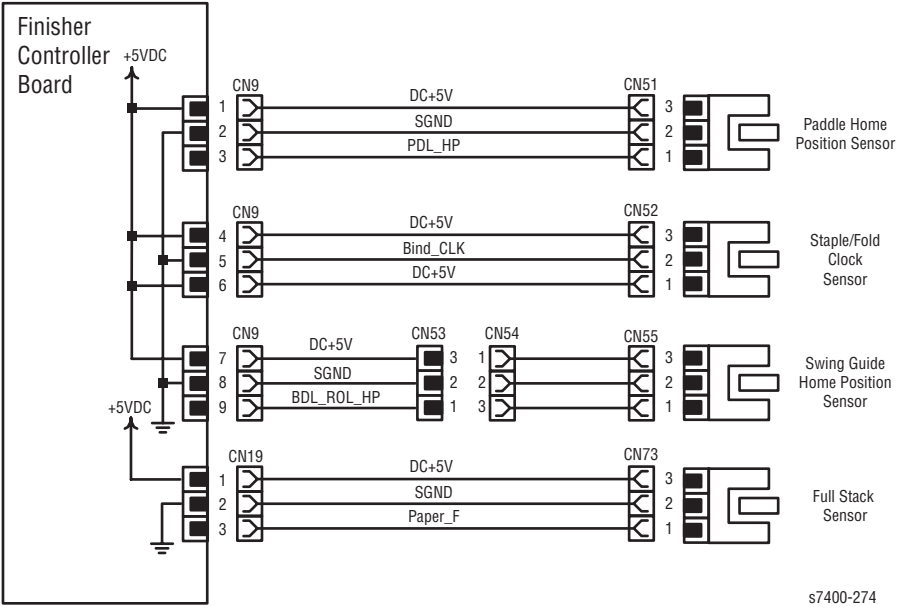 Finisher
Controller
Board
+5VDC
CN9
1
2
3
DC+5V
SGND
PDL_HP
CN51
3
2
1
Paddle Home
Position Sensor
CN9
4
5
6
DC+5V
Bind_CLK
DC+5V
CN52
3
2
1
Staple/Fold
Clock
Sensor
CN9
7
8
9
DC+5V
SGND
BDL_ROL_HP
CN53
3
2
1
CN54
1
2
3
CN55
3
2
1
Swing Guide
Home Position
Sensor
+5VDC
CN19
1
2
3
DC+5V
SGND
Paper_F
CN73
3
2
1
Full Stack
Sensor
s7400-274